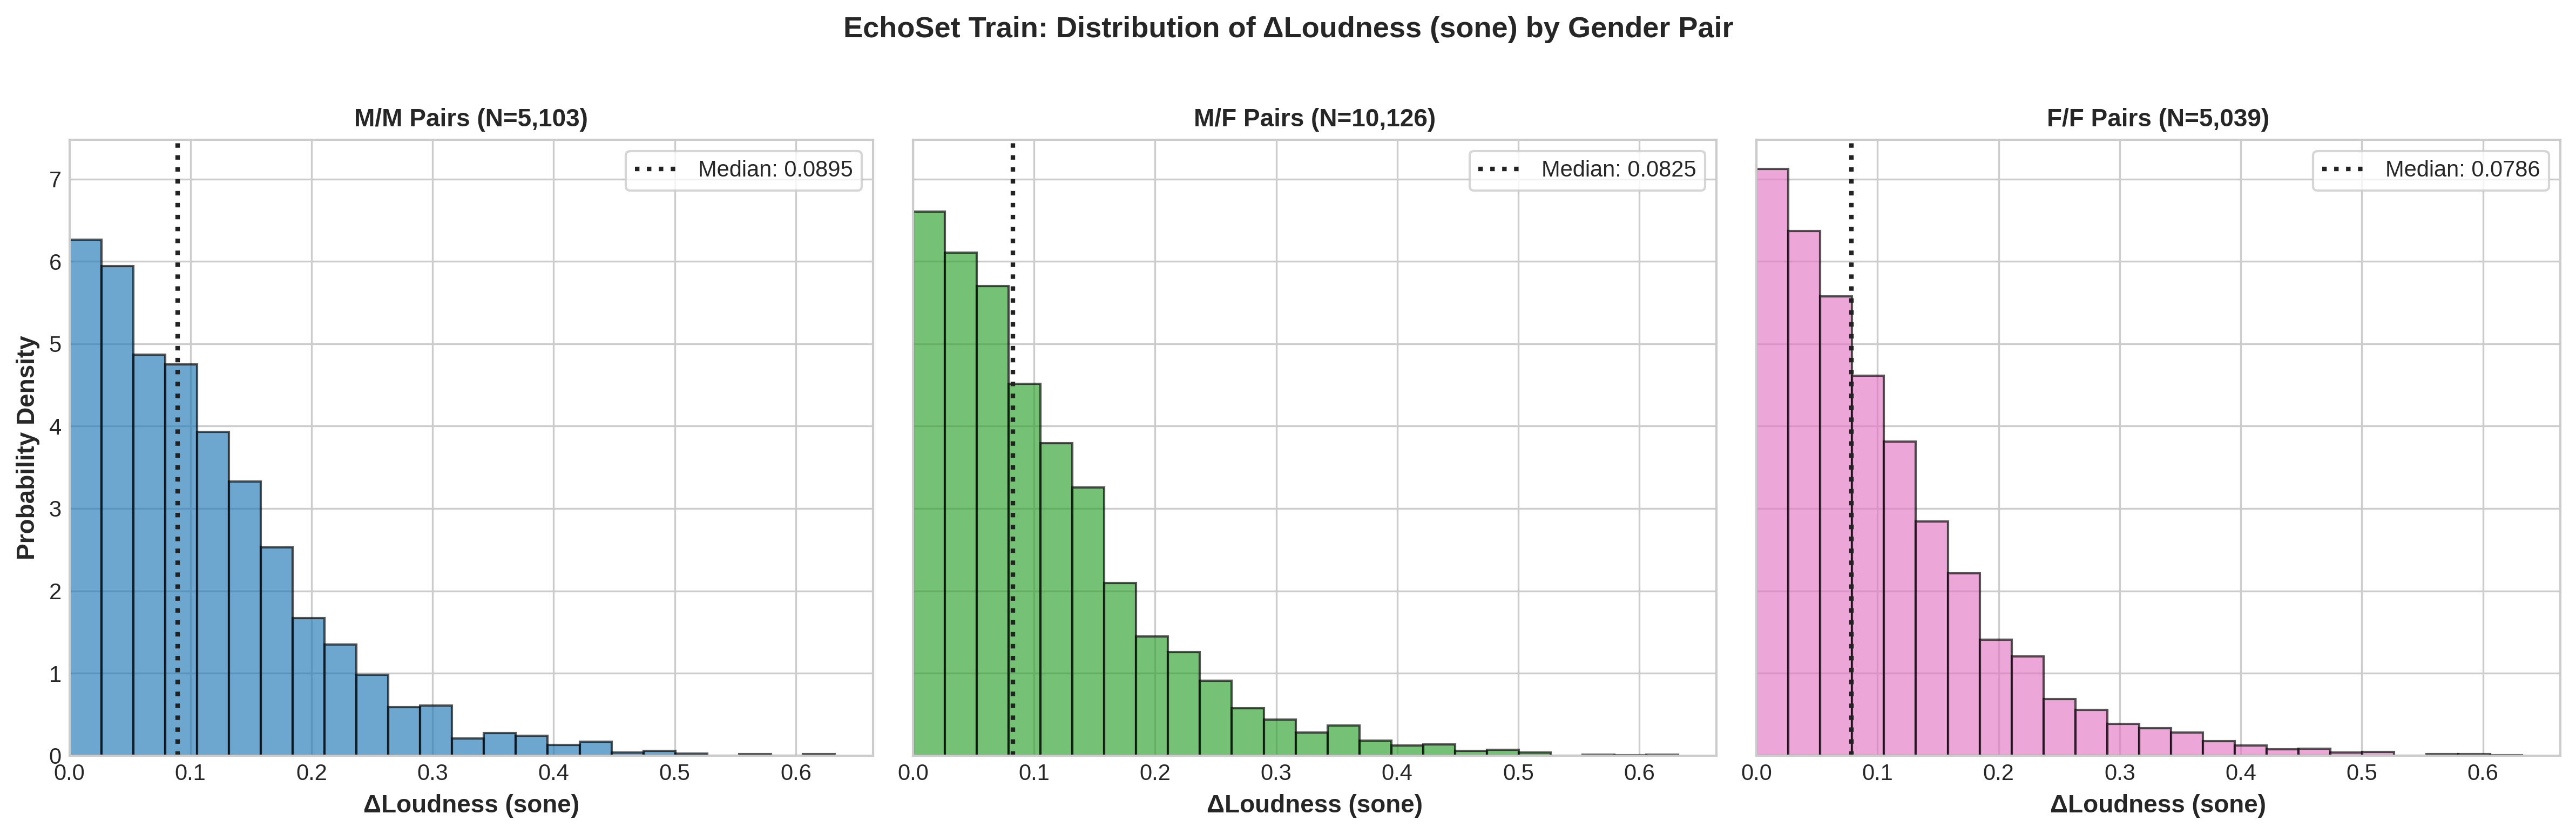 EchoSet Train: Distribution of ΔLoudness (sone) by Gender Pair
M/M Pairs (N=5,103)
Median: 0.0895
Probability Density
7
6
5
4
3
2
1
0
0.0 0.1 0.2 0.3 0.4 0.5 0.6
ΔLoudness (sone)
M/F Pairs (N=10,126)
Median: 0.0825
0.0 0.1 0.2 0.3 0.4 0.5 0.6
ΔLoudness (sone)
F/F Pairs (N=5,039)
Median: 0.0786
0.0 0.1 0.2 0.3 0.4 0.5 0.6
ΔLoudness (sone)